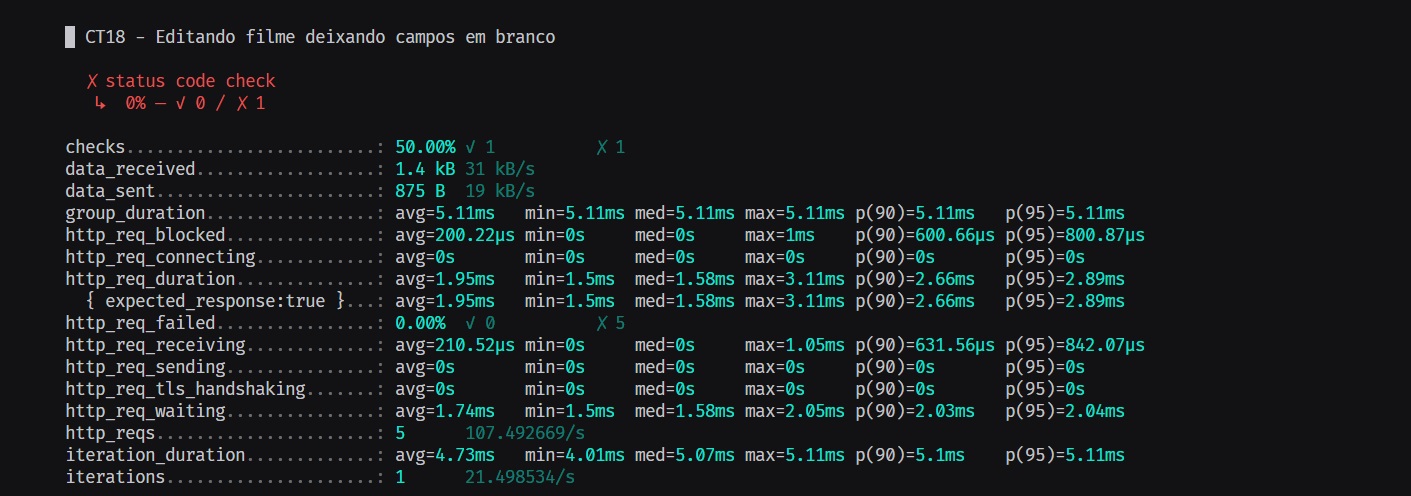 █ CT18 - Editando filme deixando campos em branco
✗ status code check
↳ 0% — ✓ 0 / ✗ 1
checks.........................: 50.00% ✓ 1 ✗ 1
data_received..................: 1.4 kB 31 kB/s
data_sent......................: 875 B 19 kB/s
group_duration.................: avg=5.11ms min=5.11ms med=5.11ms max=5.11ms p(90)=5.11ms p(95)=5.11ms
http_req_blocked...............: avg=200.22µs min=0s med=0s max=1ms p(90)=600.66µs p(95)=800.87µs
http_req_connecting............: avg=0s min=0s med=0s max=0s p(90)=0s p(95)=0s
http_req_duration..............: avg=1.95ms min=1.5ms med=1.58ms max=3.11ms p(90)=2.66ms p(95)=2.89ms
{ expected_response:true }...: avg=1.95ms min=1.5ms med=1.58ms max=3.11ms p(90)=2.66ms p(95)=2.89ms
http_req_failed................: 0.00% ✓ 0 ✗ 5
http_req_receiving.............: avg=210.52µs min=0s med=0s max=1.05ms p(90)=631.56µs p(95)=842.07µs
http_req_sending...............: avg=0s min=0s med=0s max=0s p(90)=0s p(95)=0s
http_req_tls_handshaking.......: avg=0s min=0s med=0s max=0s p(90)=0s p(95)=0s
http_req_waiting...............: avg=1.74ms min=1.5ms med=1.58ms max=2.05ms p(90)=2.03ms p(95)=2.04ms
http_reqs......................: 5 107.492669/s
iteration_duration.............: avg=4.73ms min=4.01ms med=5.07ms max=5.11ms p(90)=5.1ms p(95)=5.11ms
iterations.....................: 1 21.498534/s